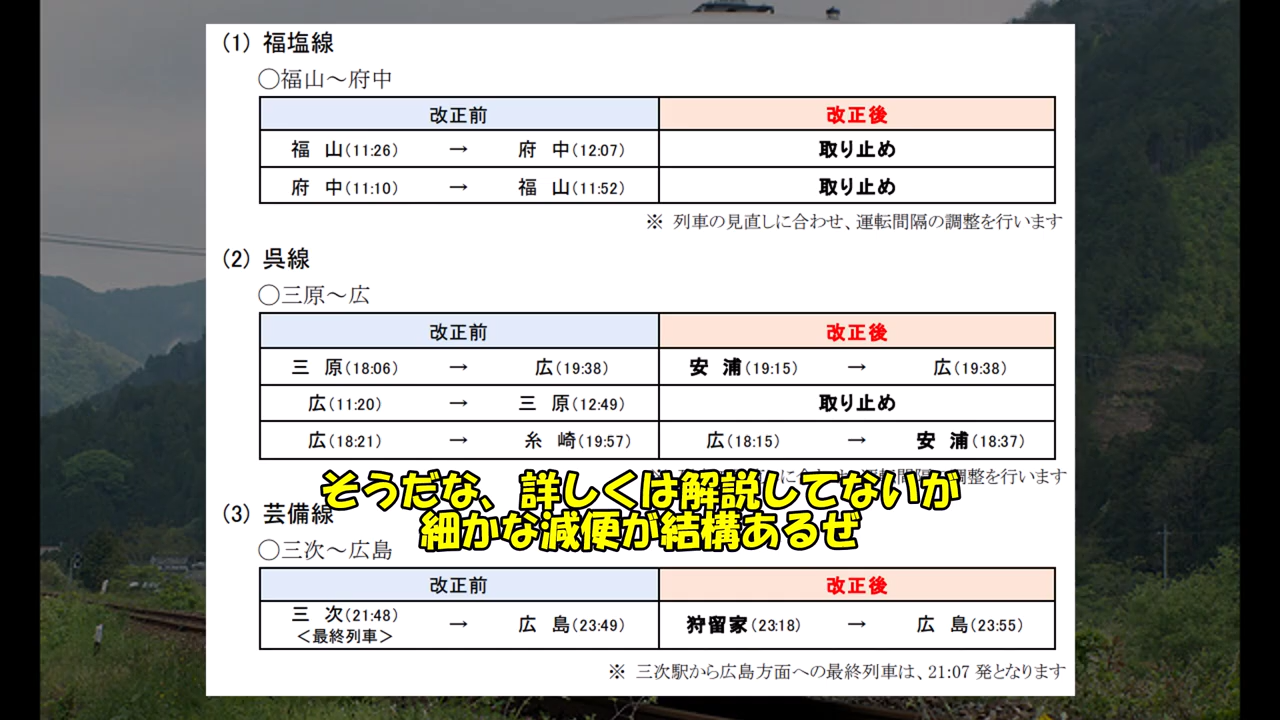 (1) 福塩線
○福山～府中
改正前 改正後
福 山(11:26) → 府 中(12:07) 取り止め
府 中(11:10) → 福 山(11:52) 取り止め
※ 列車の見直しに合わせ、運転間隔の調整を行います
(2) 呉線
○三原～広
改正前 改正後
三 原(18:06) → 広(19:38) 安 浦(19:15) → 広(19:38)
広(11:20) → 三 原(12:49) 取り止め
広(18:21) → 糸 崎(19:57) 広(18:15) → 安 浦(18:37)
に合わせ、運転間隔の調整を行います
そうだな、詳しくは解説してないが
細かな減便が結構あるぜ
(3) 芸備線
○三次～広島
改正前 改正後
三 次(21:48) → 広 島(23:49) 狩留家(23:18) → 広 島(23:55)
＜最終列車＞
※ 三次駅から広島方面への最終列車は、21:07 発となります